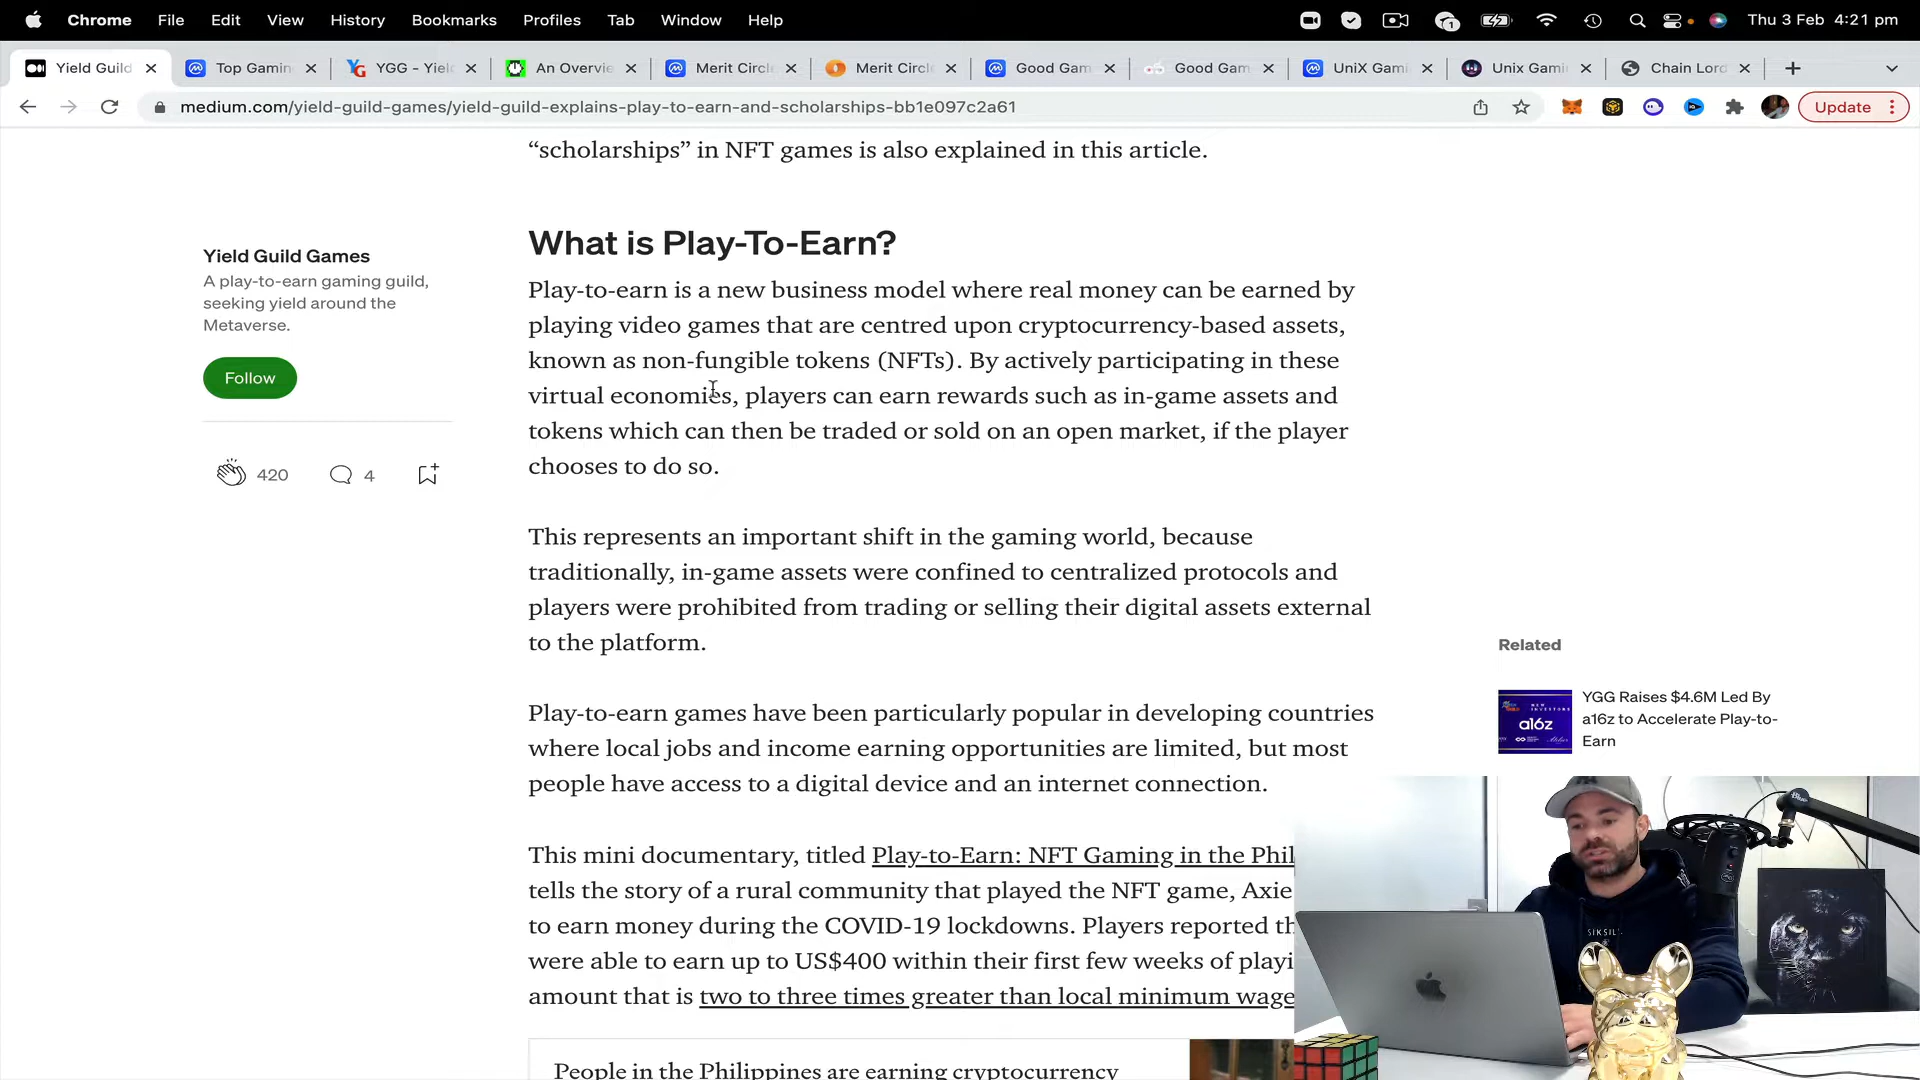 Chrome File Edit View History Bookmarks Profiles Tab Window Help
1
Thu 3 Feb 4:21 pm
Yield Guild
Top Gamin
YGG - Yiel
An Overvie
Merit Circl
Merit Circl
Good Gam
Good Gam
UniX Gami
Unix Gami
Chain Lord
medium.com/yield-guild-games/yield-guild-explains-play-to-earn-and-scholarships-bb1e097c2a61
Update
“scholarships” in NFT games is also explained in this article.
Yield Guild Games
A play-to-earn gaming guild,
seeking yield around the
Metaverse.
Follow
420
4
What is Play-To-Earn?
Play-to-earn is a new business model where real money can be earned by
playing video games that are centred upon cryptocurrency-based assets,
known as non-fungible tokens (NFTs). By actively participating in these
virtual economies, players can earn rewards such as in-game assets and
tokens which can then be traded or sold on an open market, if the player
chooses to do so.
This represents an important shift in the gaming world, because
traditionally, in-game assets were confined to centralized protocols and
players were prohibited from trading or selling their digital assets external
to the platform.
Play-to-earn games have been particularly popular in developing countries
where local jobs and income earning opportunities are limited, but most
people have access to a digital device and an internet connection.
This mini documentary, titled Play-to-Earn: NFT Gaming in the Phil
tells the story of a rural community that played the NFT game, Axie
to earn money during the COVID-19 lockdowns. Players reported th
were able to earn up to US$400 within their first few weeks of playi
amount that is two to three times greater than local minimum wage
People in the Philippines are earning cryptocurrency
Related
a16z
YGG Raises $4.6M Led By
a16z to Accelerate Play-to-
Earn
Blue
SIKSIL